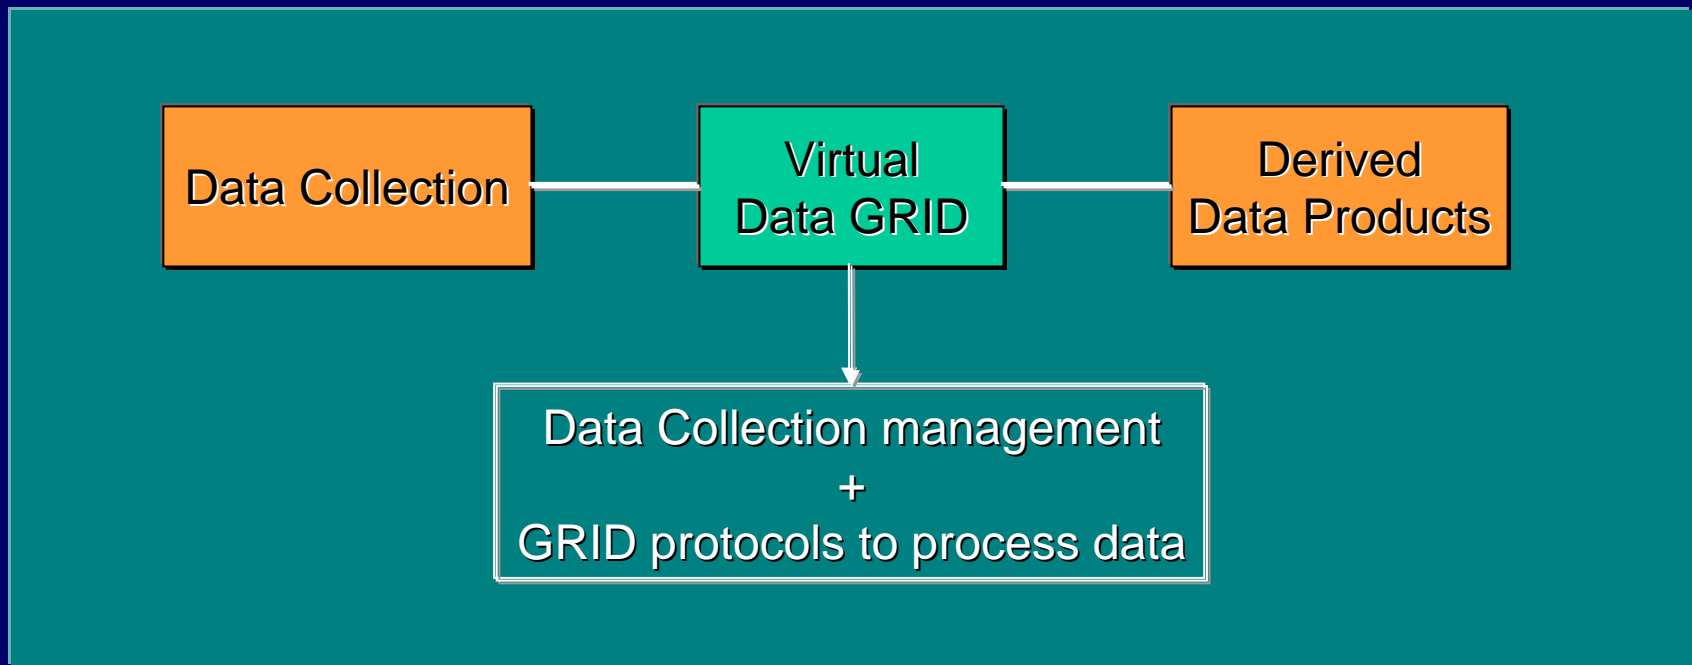 Data Collection
Virtual
Data GRID
Derived
Data Products
Data Collection management
+
GRID protocols to process data